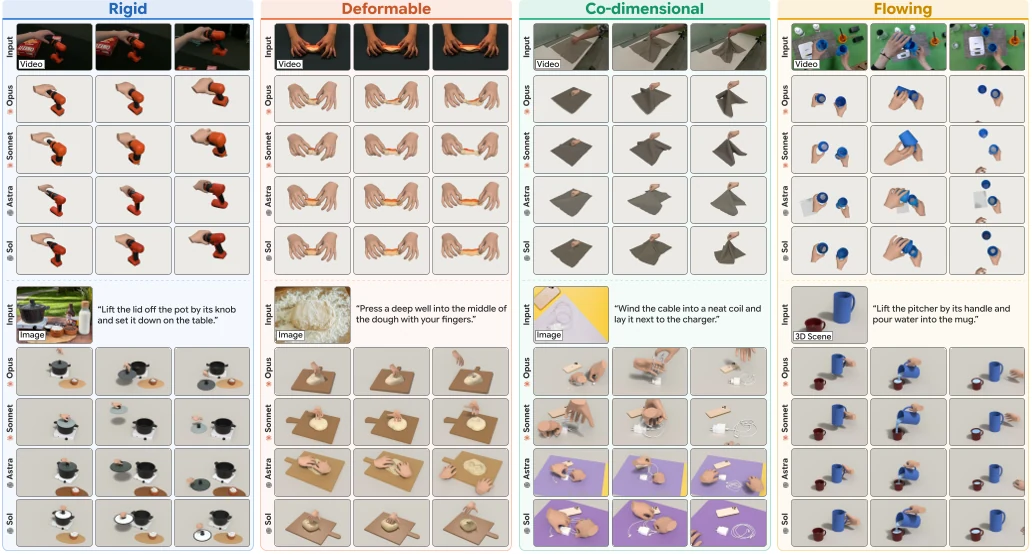 Rigid
Input
Video
Opus
Sonnet
Astra
Sol
Input
Image
“Lift the lid off the pot by its knob
and set it down on the table.”
Opus
Sonnet
Astra
Sol
Deformable
Input
Video
Opus
Sonnet
Astra
Sol
Input
Image
“Press a deep well into the middle of
the dough with your fingers.”
Opus
Sonnet
Astra
Sol
Co-dimensional
Input
Video
Opus
Sonnet
Astra
Sol
Input
Image
“Wind the cable into a neat coil and
lay it next to the charger.”
Opus
Sonnet
Astra
Sol
Flowing
Input
Video
Opus
Sonnet
Astra
Sol
Input
3D Scene
“Lift the pitcher by its handle and
pour water into the mug.”
Opus
Sonnet
Astra
Sol